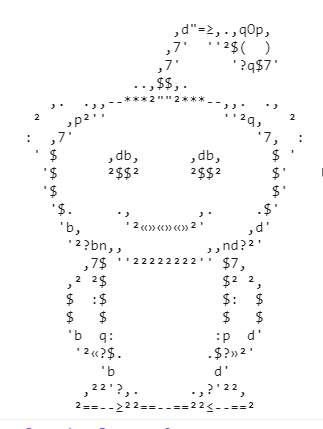 ,d"=≥,.,qOp,
,7'  ''²$(  )
,7'      '?q$7'
..,$$,.
,.  .,,--***²""²***--,,.  .,
²   ,p²''              ''²q,   ²
:  ,7'                      '7,  :
' $      ,db,      ,db,      $ '
'$      ²$$²      ²$$²      $'
'$                          $'
'$.     .,        ,.     .$'
'b,     '²«»«»«»²'     ,d'
'²?bn,,          ,,nd?²'
,7$ ''²²²²²²²²'' $7,
,² ²$              $² ²,
$  :$              $:  $
$   $              $   $
'b  q:              :p  d'
'²«?$.          .$?»²'
'b            d'
,²²'?,.      .,?'²²,
²==--≥²²==--==²²≤--==²